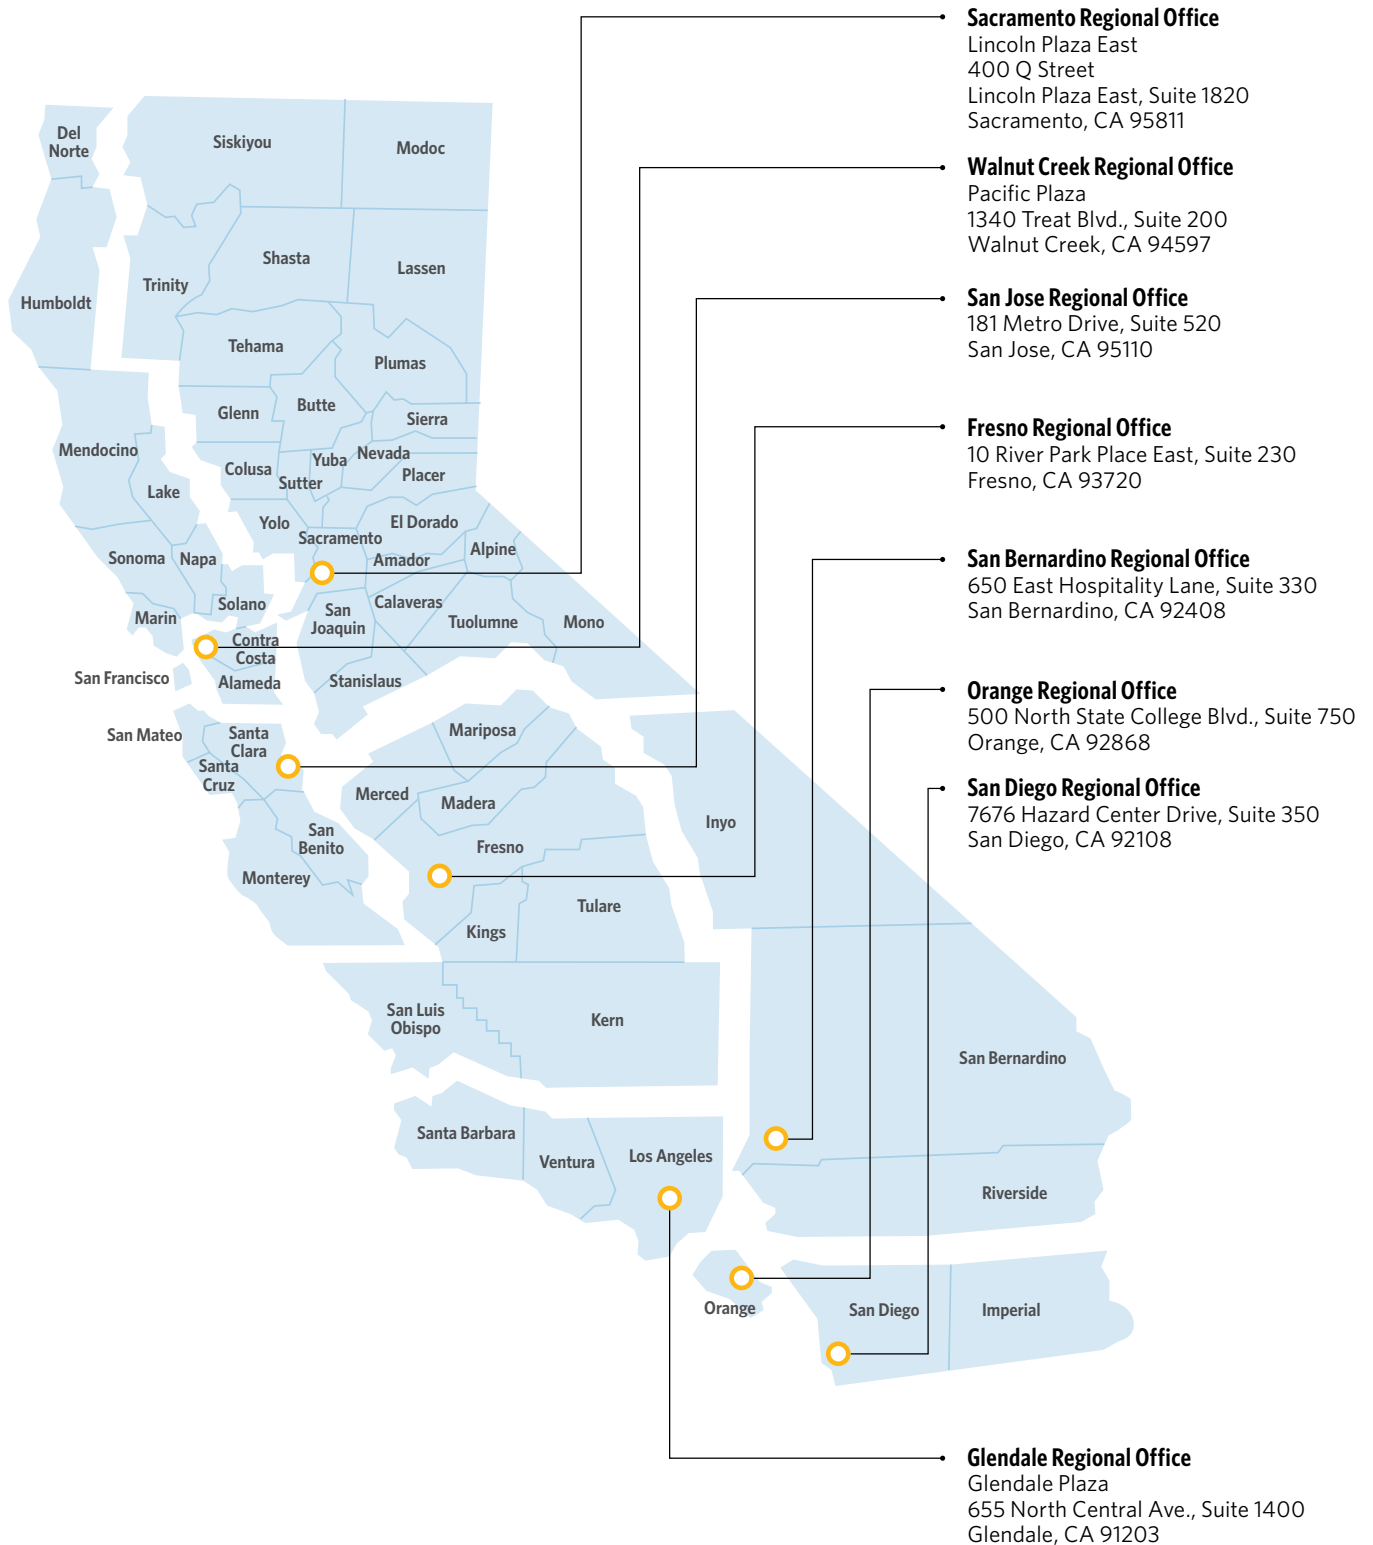 Sacramento Regional Office
Lincoln Plaza East
400 Q Street
Lincoln Plaza East, Suite 1820
Sacramento, CA 95811
Walnut Creek Regional Office
Pacific Plaza
1340 Treat Blvd., Suite 200
Walnut Creek, CA 94597
San Jose Regional Office
181 Metro Drive, Suite 520
San Jose, CA 95110
Fresno Regional Office
10 River Park Place East, Suite 230
Fresno, CA 93720
San Bernardino Regional Office
650 East Hospitality Lane, Suite 330
San Bernardino, CA 92408
Orange Regional Office
500 North State College Blvd., Suite 750
Orange, CA 92868
San Diego Regional Office
7676 Hazard Center Drive, Suite 350
San Diego, CA 92108
Glendale Regional Office
Glendale Plaza
655 North Central Ave., Suite 1400
Glendale, CA 91203
Del
Norte
Siskiyou
Modoc
Humboldt
Trinity
Shasta
Lassen
Tehama
Plumas
Glenn
Butte
Sierra
Mendocino
Lake
Colusa
Sutter
Yuba
Nevada
Placer
Yolo
Sacramento
El Dorado
Amador
Alpine
Sonoma
Napa
Marin
Solano
San
Joaquin
Calaveras
Tuolumne
Mono
Contra
Costa
Alameda
San Francisco
Stanislaus
San Mateo
Santa
Clara
Santa
Cruz
Mariposa
Merced
Madera
Inyo
San
Benito
Monterey
Fresno
Kings
Tulare
San Luis
Obispo
Kern
San Bernardino
Santa Barbara
Ventura
Los Angeles
Riverside
Orange
San Diego
Imperial